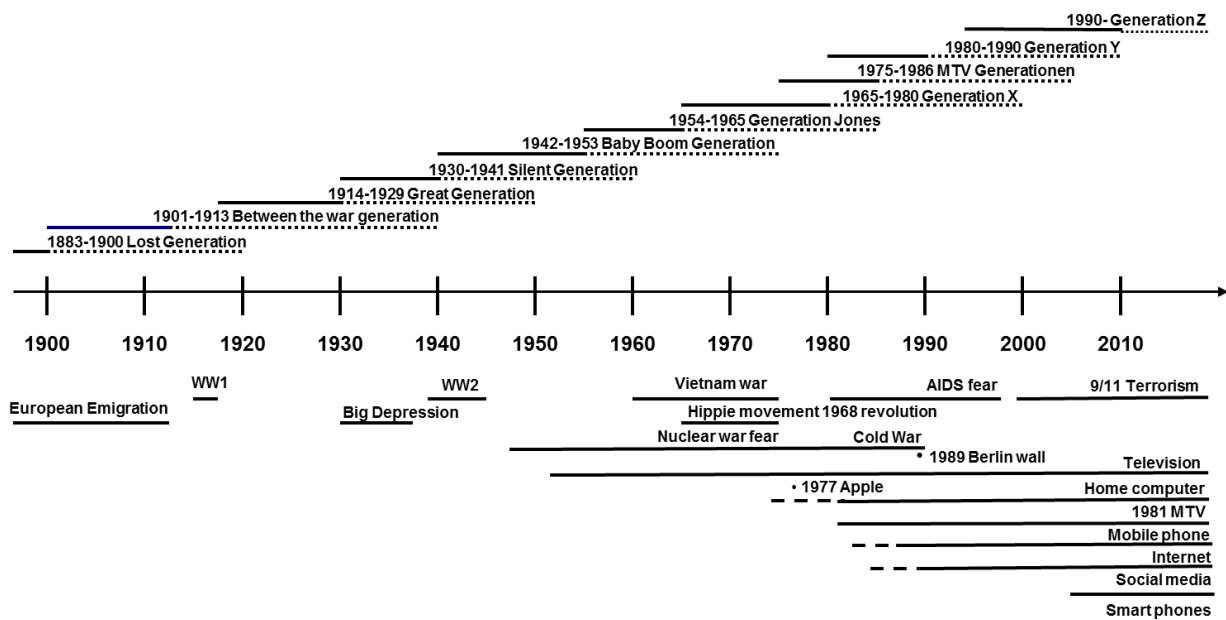 1990- Generation Z
1980-1990 Generation Y
1975-1986 MTV Generationen
1965-1980 Generation X
1954-1965 Generation Jones
1942-1953 Baby Boom Generation
1930-1941 Silent Generation
1914-1929 Great Generation
1901-1913 Between the war generation
1883-1900 Lost Generation
1900 1910 1920 1930 1940 1950 1960 1970 1980 1990 2000 2010
WW1 WW2 Vietnam war AIDS fear 9/11 Terrorism
European Emigration Big Depression Hippie movement 1968 revolution
Nuclear war fear Cold War
1989 Berlin wall
Television
1977 Apple Home computer
1981 MTV
Mobile phone
Internet
Social media
Smart phones